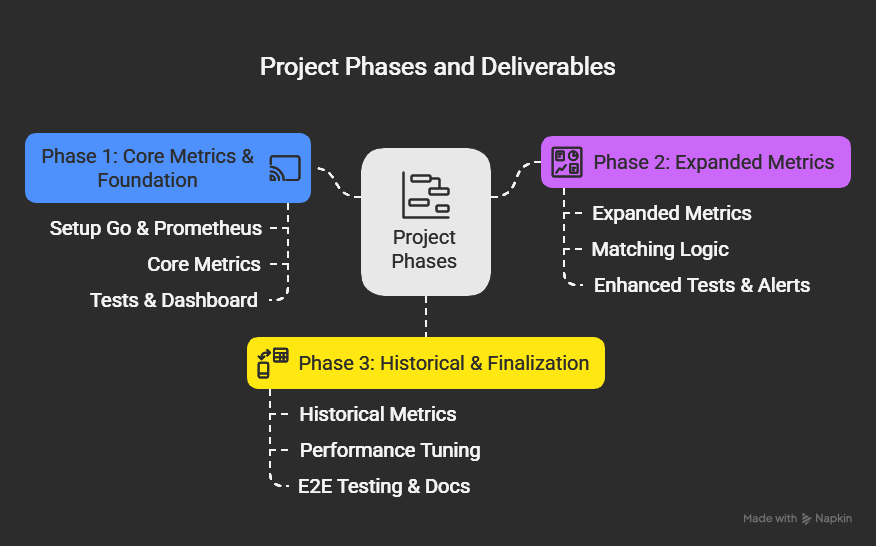 Project Phases and Deliverables
Phase 1: Core Metrics &
Foundation
Setup Go & Prometheus
Core Metrics
Tests & Dashboard
Project
Phases
Phase 2: Expanded Metrics
Expanded Metrics
Matching Logic
Enhanced Tests & Alerts
Phase 3: Historical & Finalization
Historical Metrics
Performance Tuning
E2E Testing & Docs
Made with Napkin